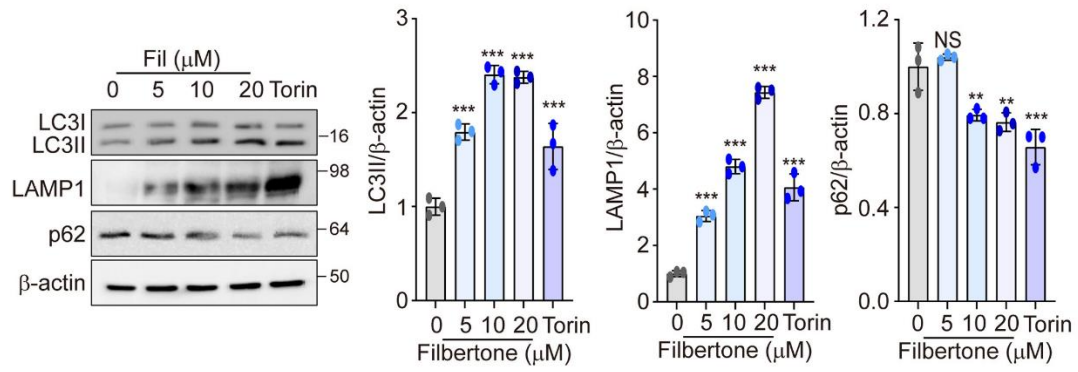 Fil (μM)
0 5 10 20 Torin
LC3I
LC3II
16
LAMP1
98
p62
64
β-actin
50
LC3II/β-actin
3
2
1
0
***
***
***
***
0 5 10 20 Torin
Filbertone (μM)
LAMP1/β-actin
10
8
6
4
2
0
***
***
***
***
0 5 10 20 Torin
Filbertone (μM)
p62/β-actin
1.2
0.8
0.4
0.0
NS
**
**
***
0 5 10 20 Torin
Filbertone (μM)